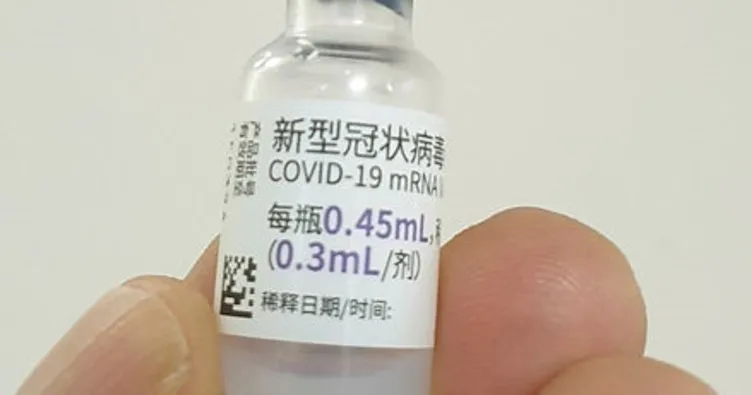 新型冠状病毒
COVID-19 mRNA
每瓶0.45mL,
(0.3mL/剂)
稀释日期/时间: